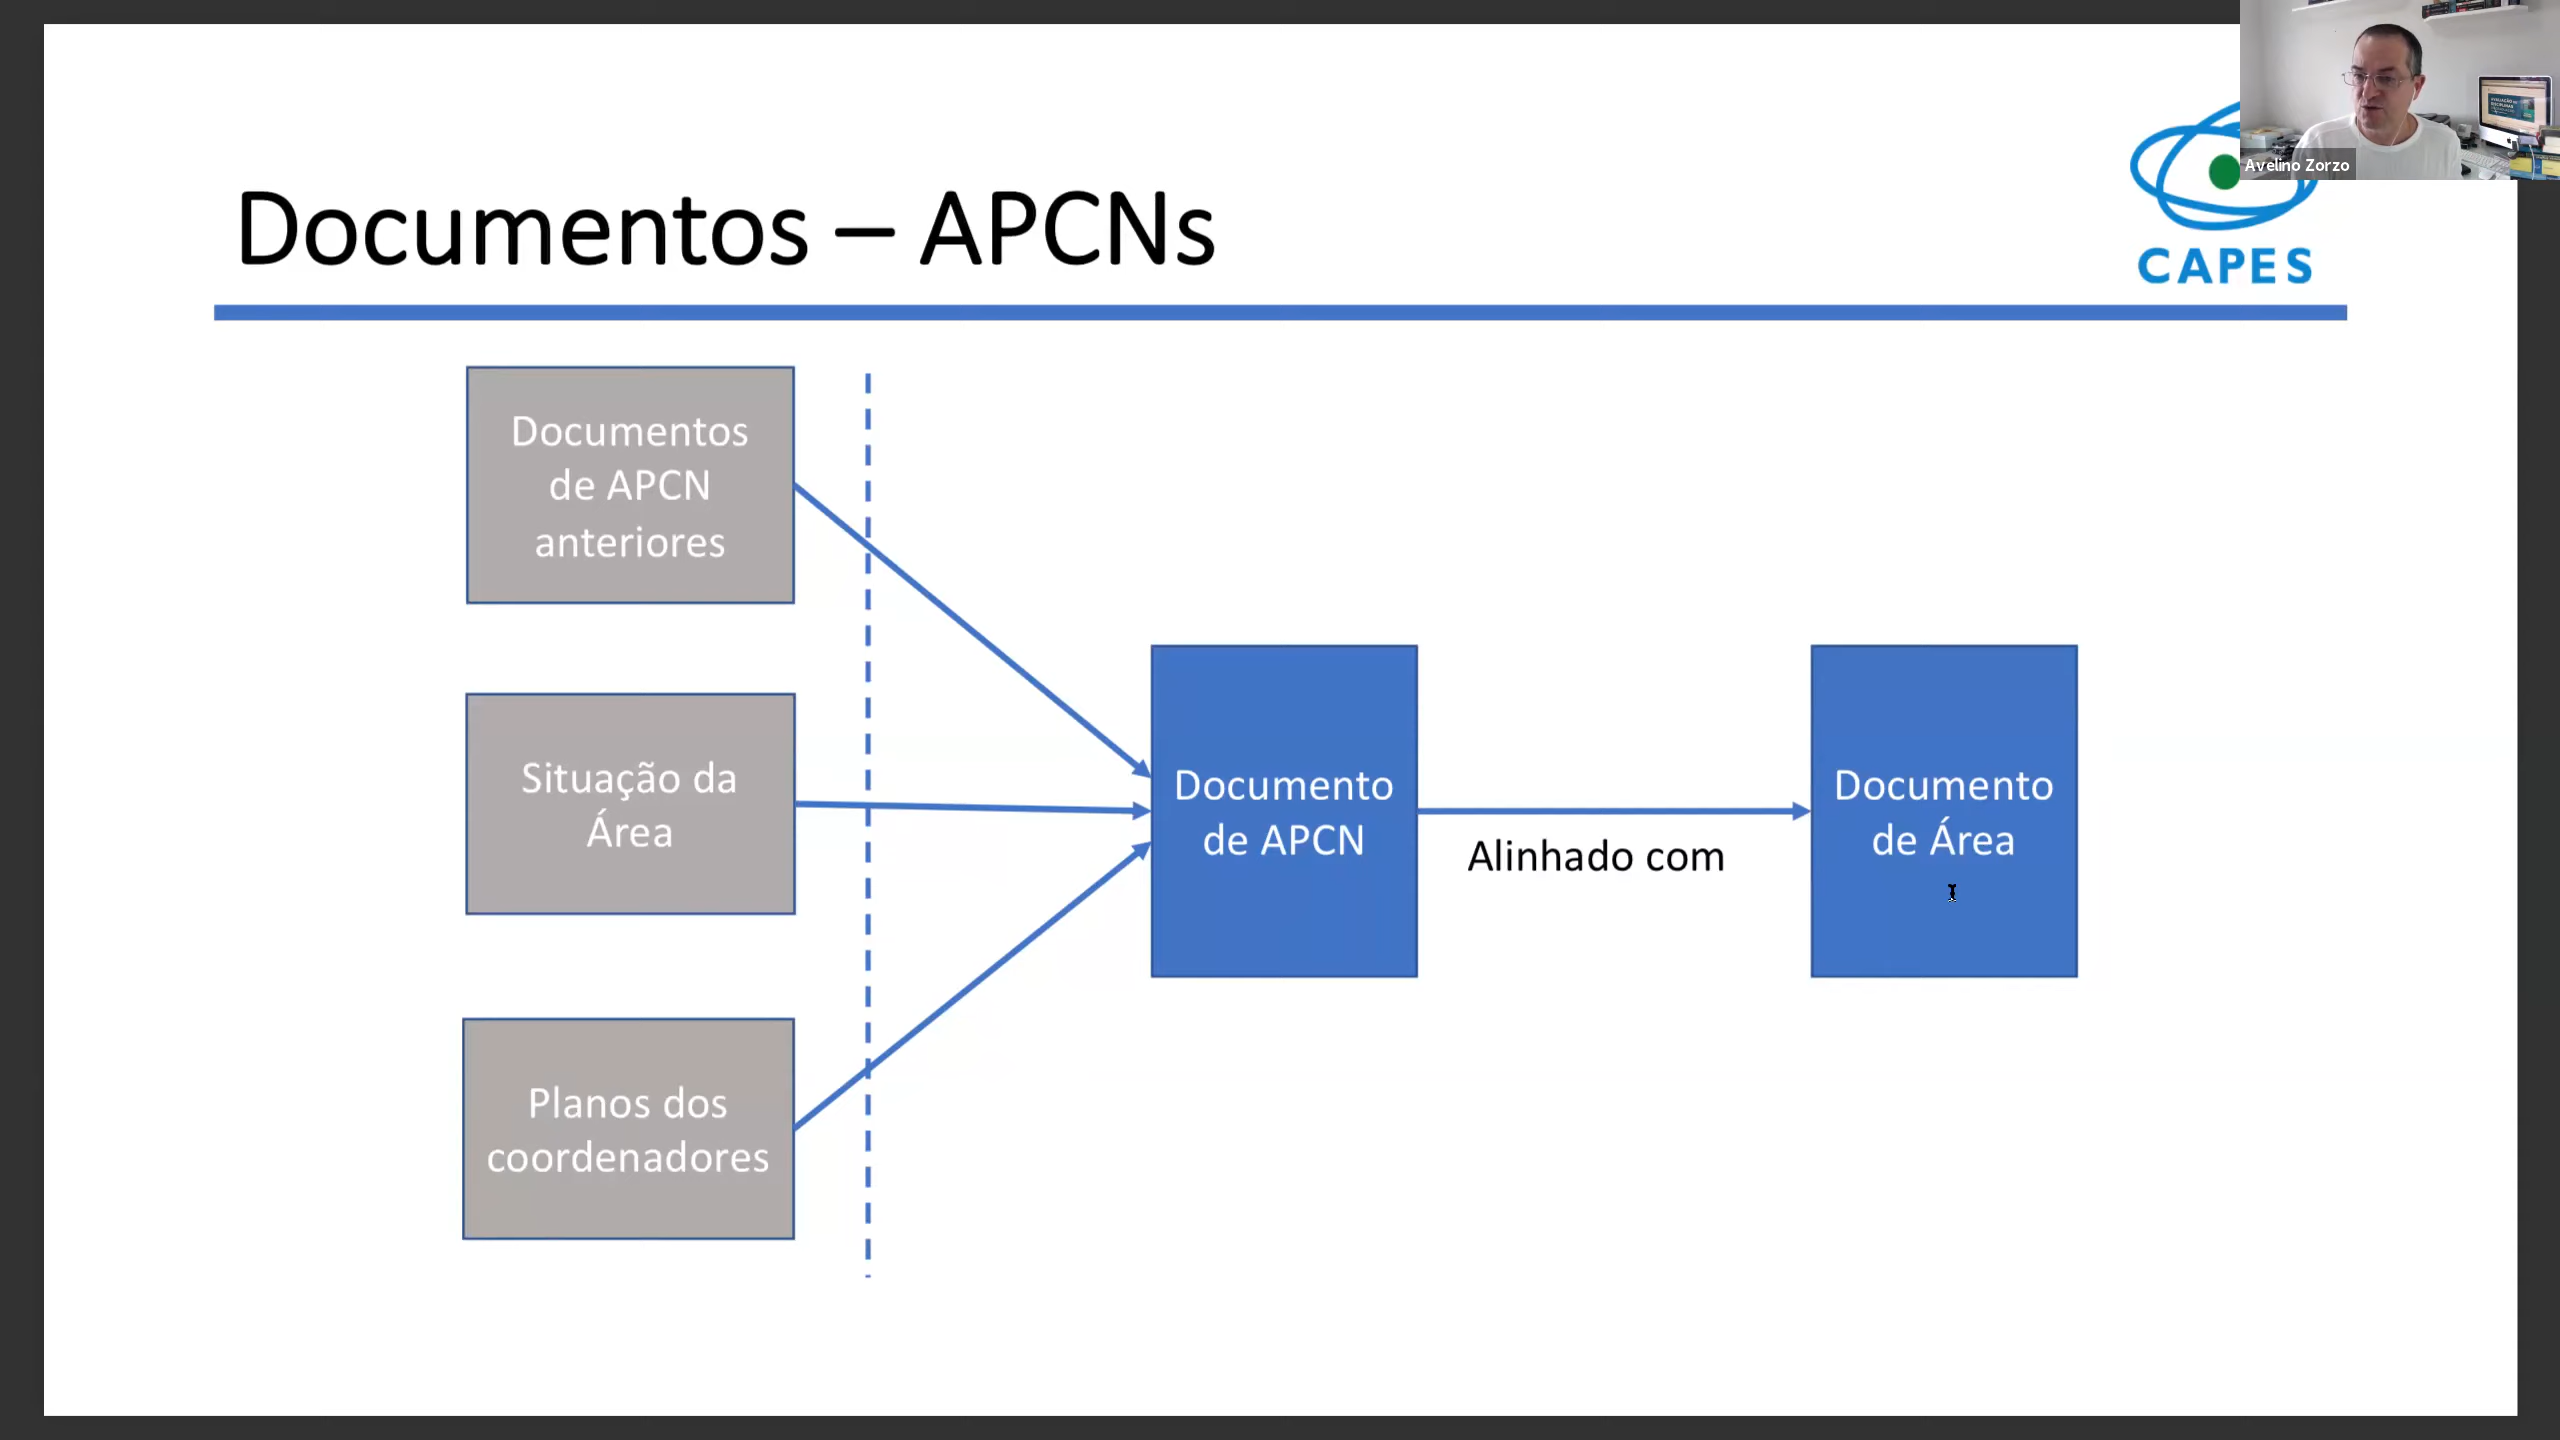 Documentos – APCNs
CAPES
Avelino Zorzo
Documentos
de APCN
anteriores
Situação da
Área
Planos dos
coordenadores
Documento
de APCN
Alinhado com
Documento
de Área